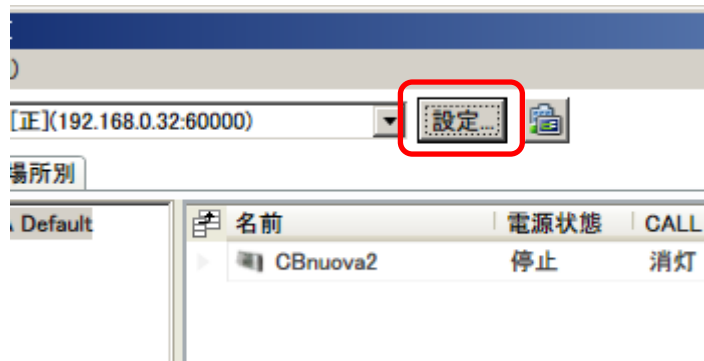 )
[正](192.168.0.32:60000)
設定...
場所別
Default
名前 電源状態 CALL
CBnuova2 停止 消灯